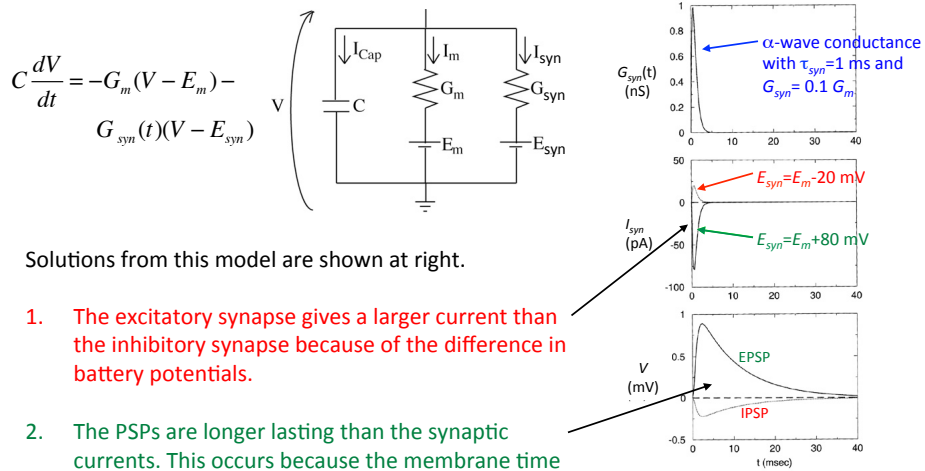 C dV/dt = -G_m (V - E_m) -
G_syn (t)(V - E_syn)
V
I_Cap
I_m
I_syn
C
G_m
G_syn
E_m
E_syn
Solutions from this model are shown at right.
1. The excitatory synapse gives a larger current than
the inhibitory synapse because of the difference in
battery potentials.
2. The PSPs are longer lasting than the synaptic
currents. This occurs because the membrane time
G_syn(t)
(nS)
1
0.8
0.6
0.4
0.2
0
0 10 20 30 40
α-wave conductance
with τ_syn=1 ms and
G_syn= 0.1 G_m
I_syn
(pA)
50
0
-50
-100
10 20 30 40
E_syn=E_m-20 mV
E_syn=E_m+80 mV
V
(mV)
1
0.5
0
-0.5
0 10 20 30 40
EPSP
IPSP
t (msec)